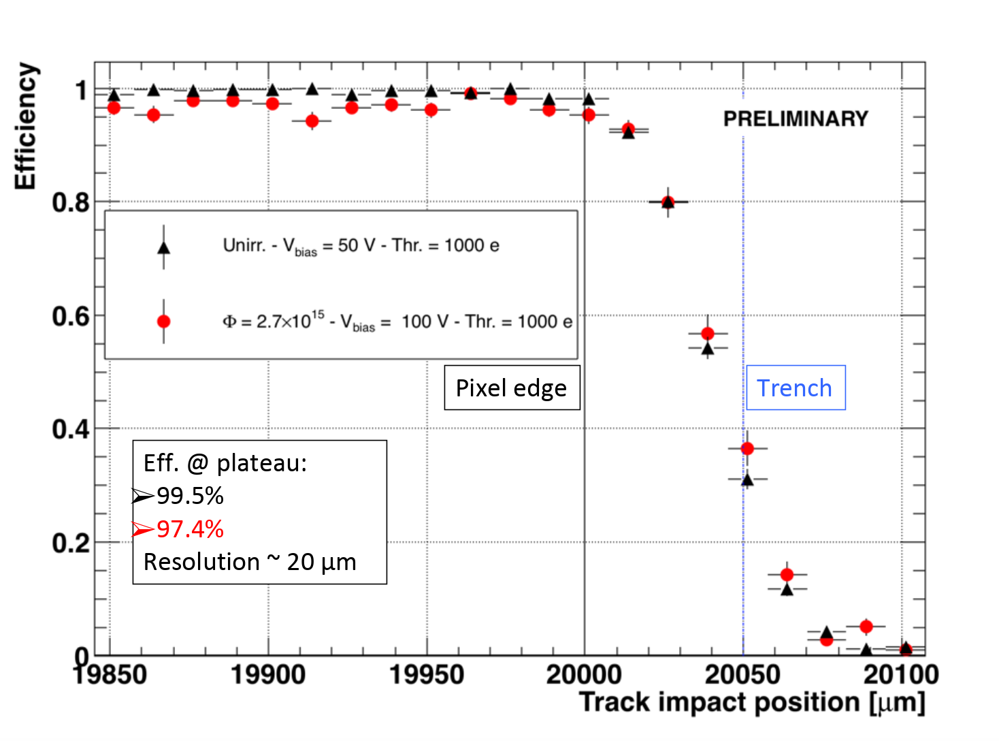 Efficiency
1
0.8
0.6
0.4
0.2
0
PRELIMINARY
Unirr. - Vbias = 50 V - Thr. = 1000 e
Φ = 2.7×10¹⁵ - Vbias = 100 V - Thr. = 1000 e
Pixel edge
Trench
Eff. @ plateau:
➢99.5%
➢97.4%
Resolution ~ 20 µm
19850 19900 19950 20000 20050 20100
Track impact position [µm]